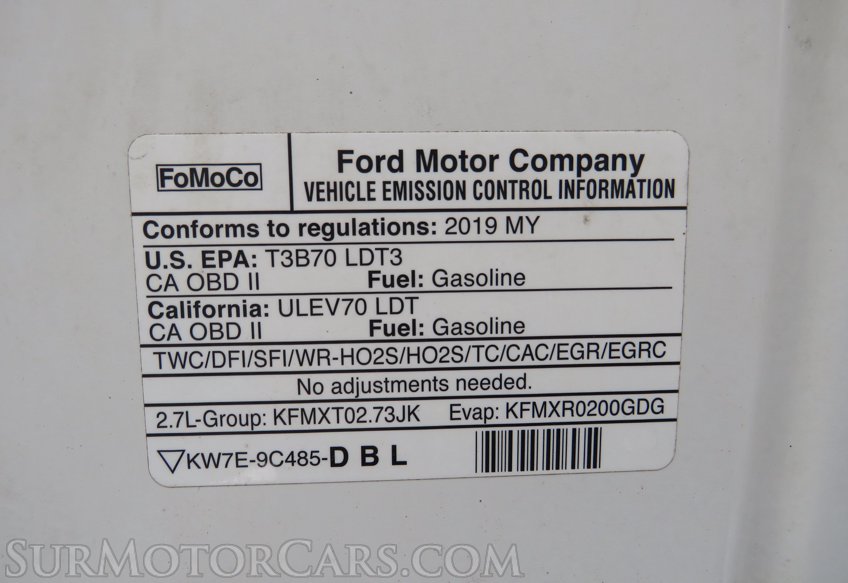 FoMoCo
Ford Motor Company
VEHICLE EMISSION CONTROL INFORMATION
Conforms to regulations: 2019 MY
U.S. EPA: T3B70 LDT3
CA OBD II Fuel: Gasoline
California: ULEV70 LDT
CA OBD II Fuel: Gasoline
TWC/DFI/SFI/WR-HO2S/HO2S/TC/CAC/EGR/EGRC
No adjustments needed.
2.7L-Group: KFMXT02.73JK Evap: KFMXR0200GDG
KW7E-9C485-D B L
SurMotorCars.com